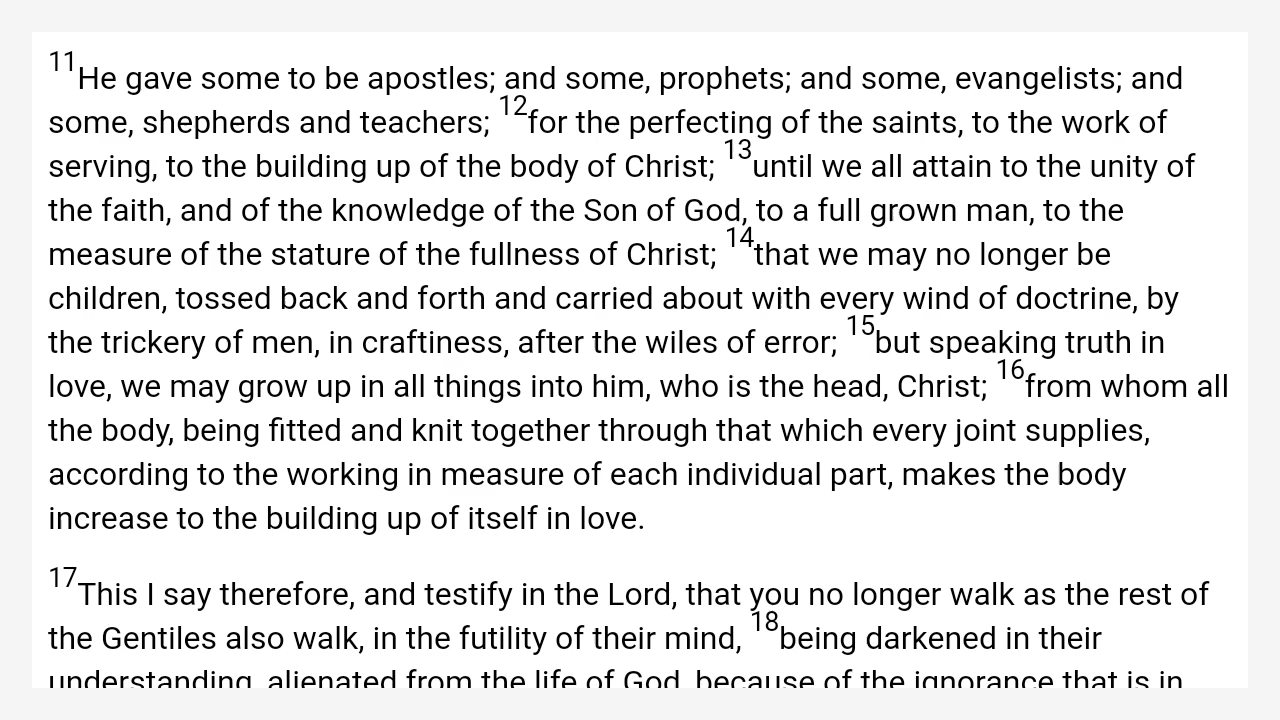 11He gave some to be apostles; and some, prophets; and some, evangelists; and
some, shepherds and teachers; 12for the perfecting of the saints, to the work of
serving, to the building up of the body of Christ; 13until we all attain to the unity of
the faith, and of the knowledge of the Son of God, to a full grown man, to the
measure of the stature of the fullness of Christ; 14that we may no longer be
children, tossed back and forth and carried about with every wind of doctrine, by
the trickery of men, in craftiness, after the wiles of error; 15but speaking truth in
love, we may grow up in all things into him, who is the head, Christ; 16from whom all
the body, being fitted and knit together through that which every joint supplies,
according to the working in measure of each individual part, makes the body
increase to the building up of itself in love.
17This I say therefore, and testify in the Lord, that you no longer walk as the rest of
the Gentiles also walk, in the futility of their mind, 18being darkened in their
understanding, alienated from the life of God, because of the ignorance that is in